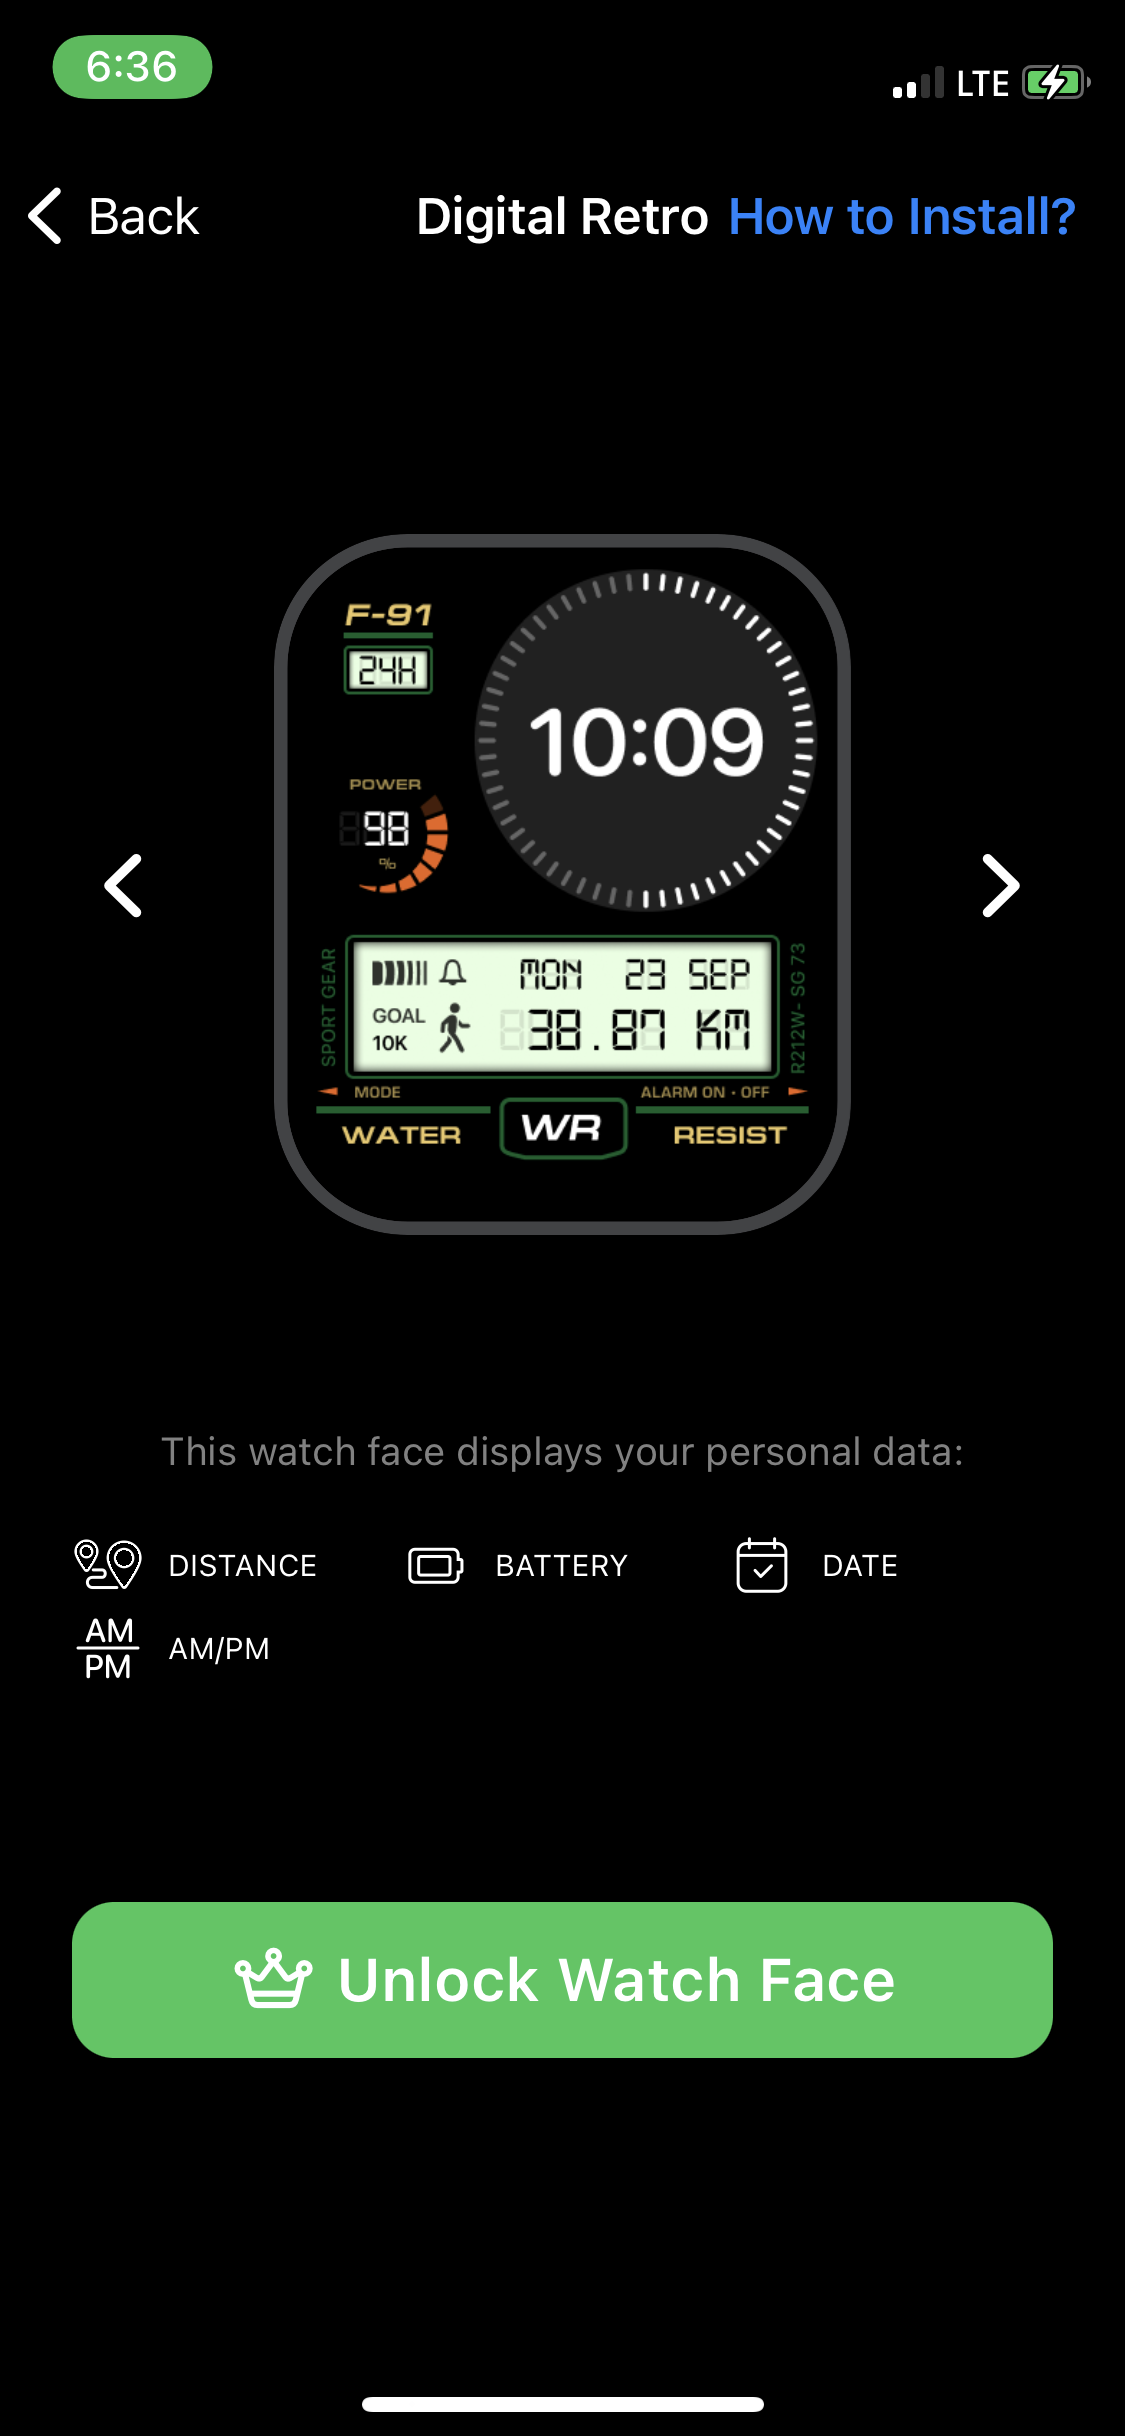 6:36
LTE
Back
Digital Retro
How to Install?
F-91
24H
10:09
POWER
98
%
SPORT GEAR
MON 23 SEP
GOAL
10K
38.87 KM
R212W- SG 73
MODE
ALARM ON · OFF
WATER
WR
RESIST
This watch face displays your personal data:
DISTANCE
BATTERY
DATE
AM
PM
AM/PM
Unlock Watch Face